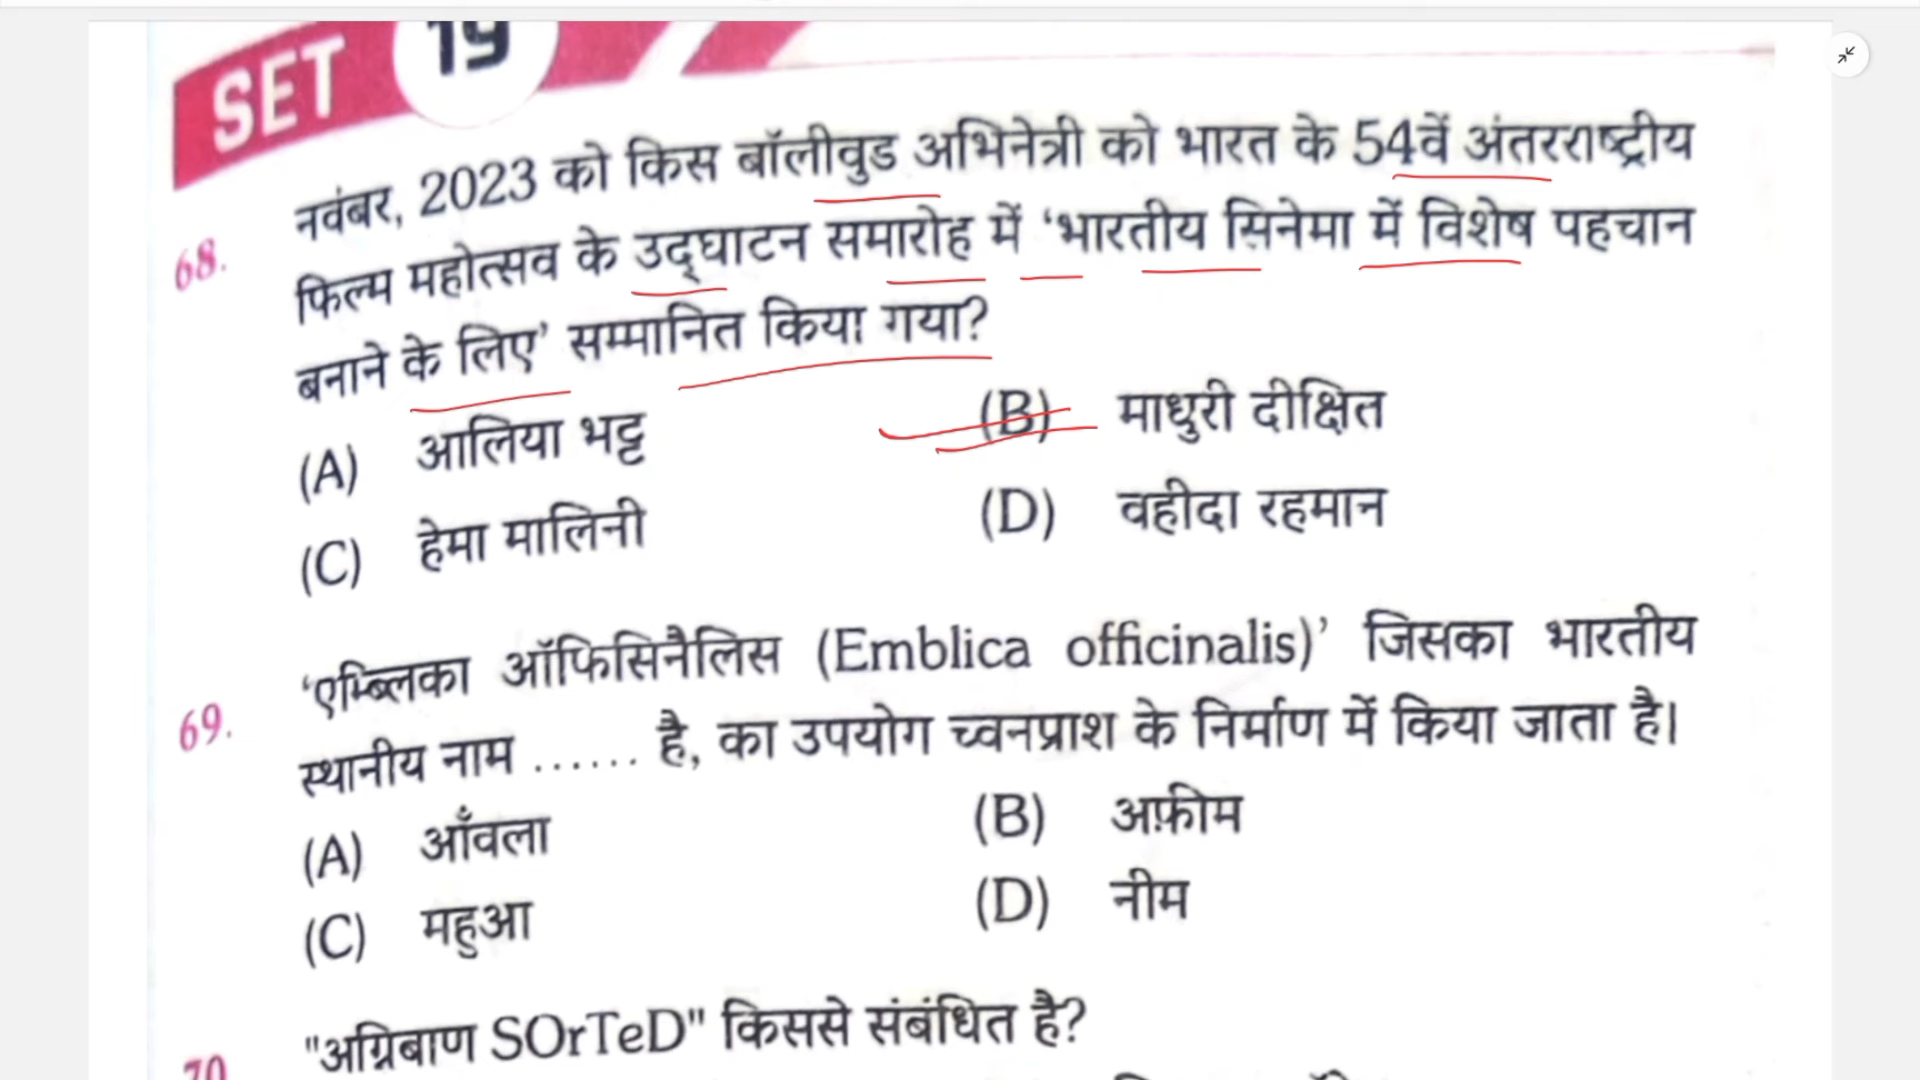 SET 19
68. नवंबर, 2023 को किस बॉलीवुड अभिनेत्री को भारत के 54वें अंतरराष्ट्रीय
फिल्म महोत्सव के उद्घाटन समारोह में ‘भारतीय सिनेमा में विशेष पहचान
बनाने के लिए’ सम्मानित किया गया?
(A) आलिया भट्ट (B) माधुरी दीक्षित
(C) हेमा मालिनी (D) वहीदा रहमान
69. ‘एम्ब्लिका ऑफिसिनैलिस (Emblica officinalis)’ जिसका भारतीय
स्थानीय नाम ...... है, का उपयोग च्वनप्राश के निर्माण में किया जाता है।
(A) आँवला (B) अफ़ीम
(C) महुआ (D) नीम
70. "अग्निबाण SOrTeD" किससे संबंधित है?